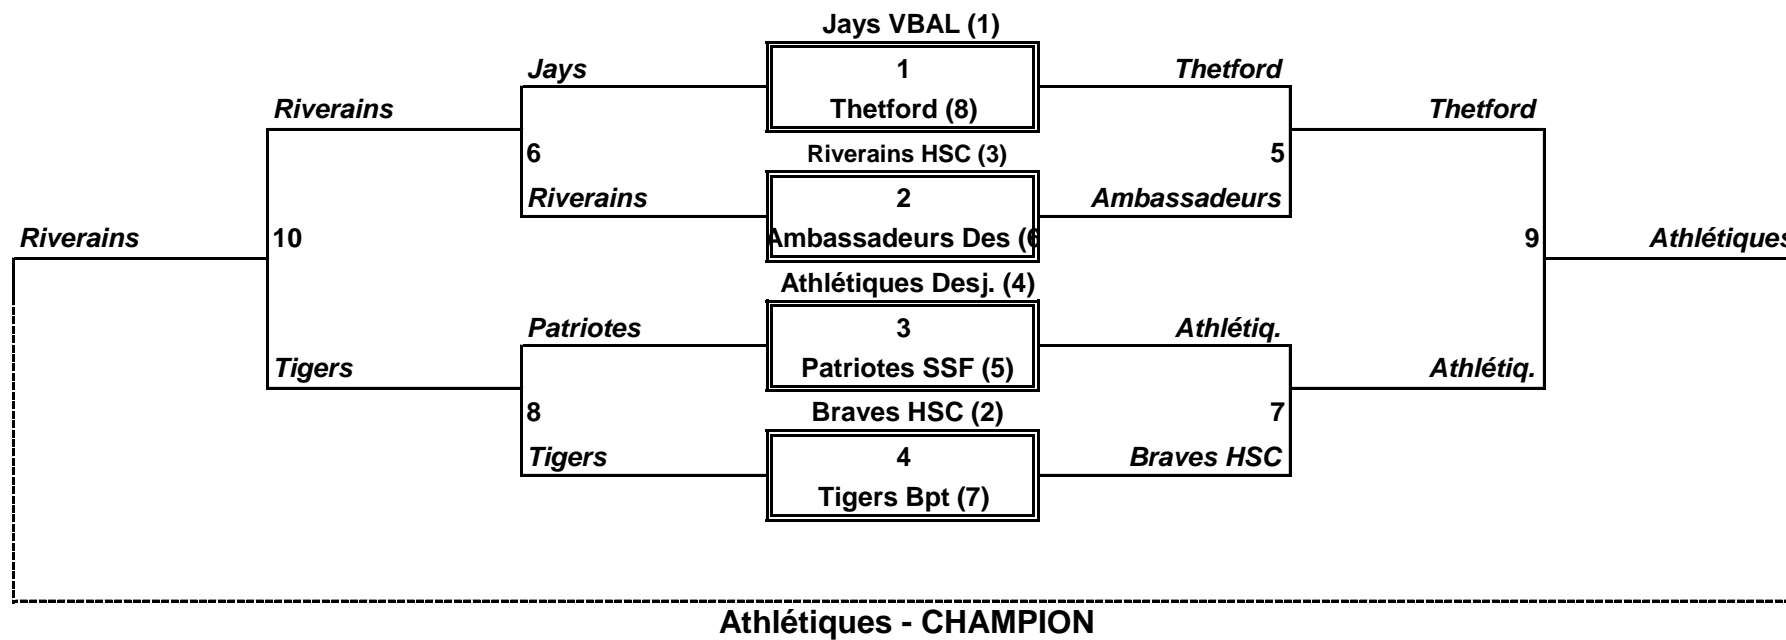 Jays VBAL (1)
Jays 1 Thetford
Riverains Thetford (8) Thetford
6 Riverains HSC (3) 5
Riverains 2 Ambassadeurs
Riverains 10 Ambassadeurs Des (6 9 Athlétiques
Athlétiques Desj. (4)
Patriotes 3 Athlétiq.
Tigers Patriotes SSF (5) Athlétiq.
8 Braves HSC (2) 7
Tigers 4 Braves HSC
Tigers Bpt (7)
Athlétiques - CHAMPION